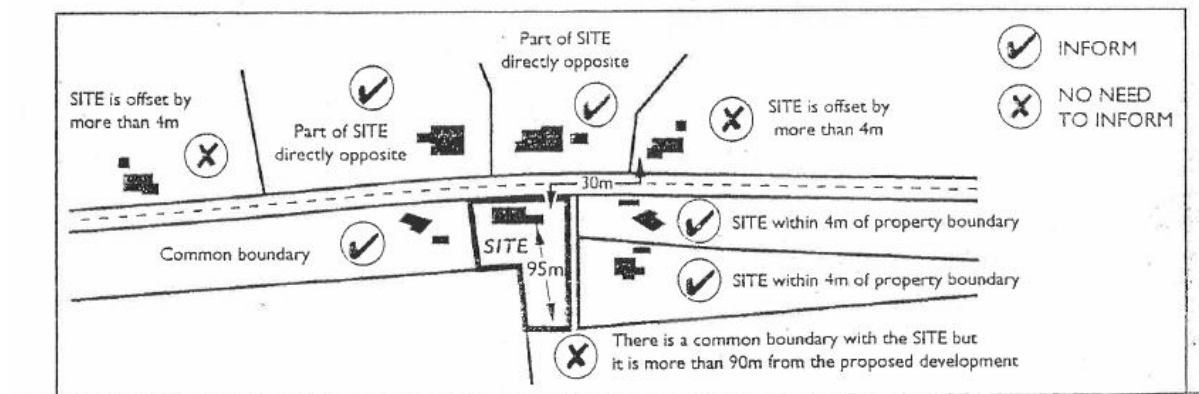 Part of SITE
directly opposite
INFORM
SITE is offset by
more than 4m
Part of SITE
directly opposite
SITE is offset by
more than 4m
NO NEED
TO INFORM
30m
Common boundary
SITE
SITE within 4m of property boundary
95m
SITE within 4m of property boundary
There is a common boundary with the SITE but
it is more than 90m from the proposed development